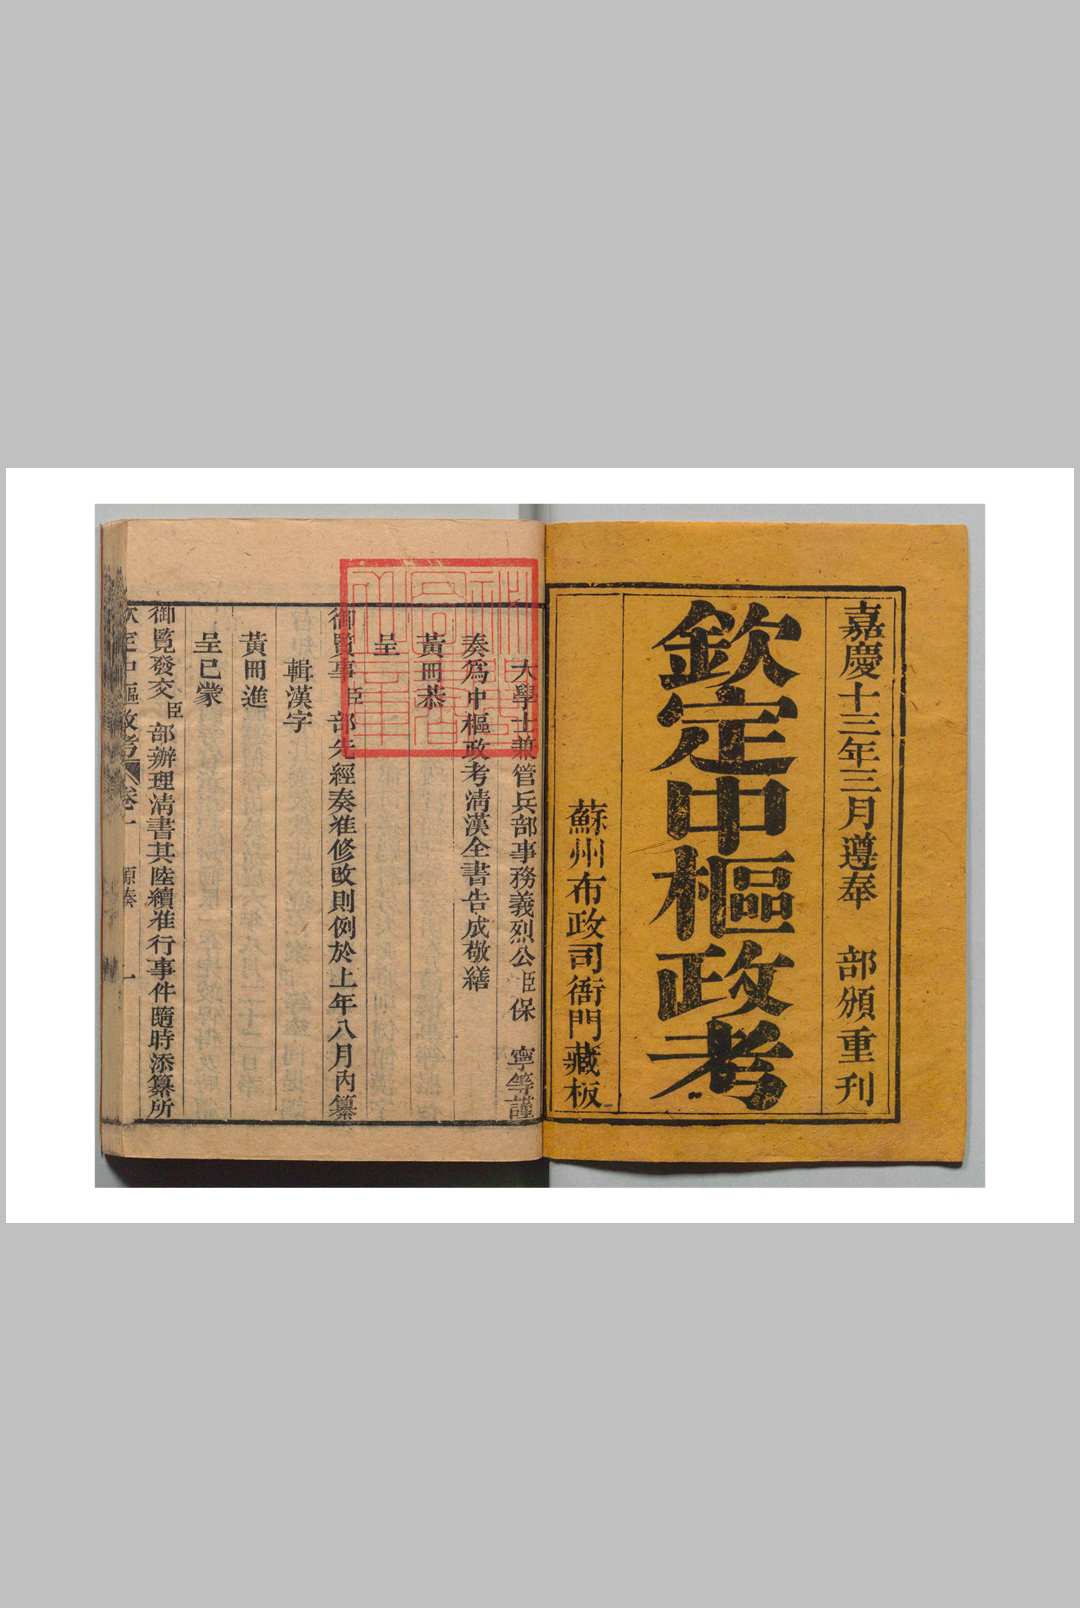 嘉慶十三年三月遵奉 部頒重刊
欽定中樞政考
蘇州布政司衙門藏板
大學士兼管兵部事務義烈公臣保 寧等謹
奏為中樞政考清漢全書告成敬繕
黃冊恭
呈
御覽事臣部先經奏准修改則例於上年八月內纂
輯漢字
黃冊進
呈已蒙
御覽發交臣部辦理清書其陸續准行事件隨時添纂所
欽定中樞政考 卷一 原奏 一